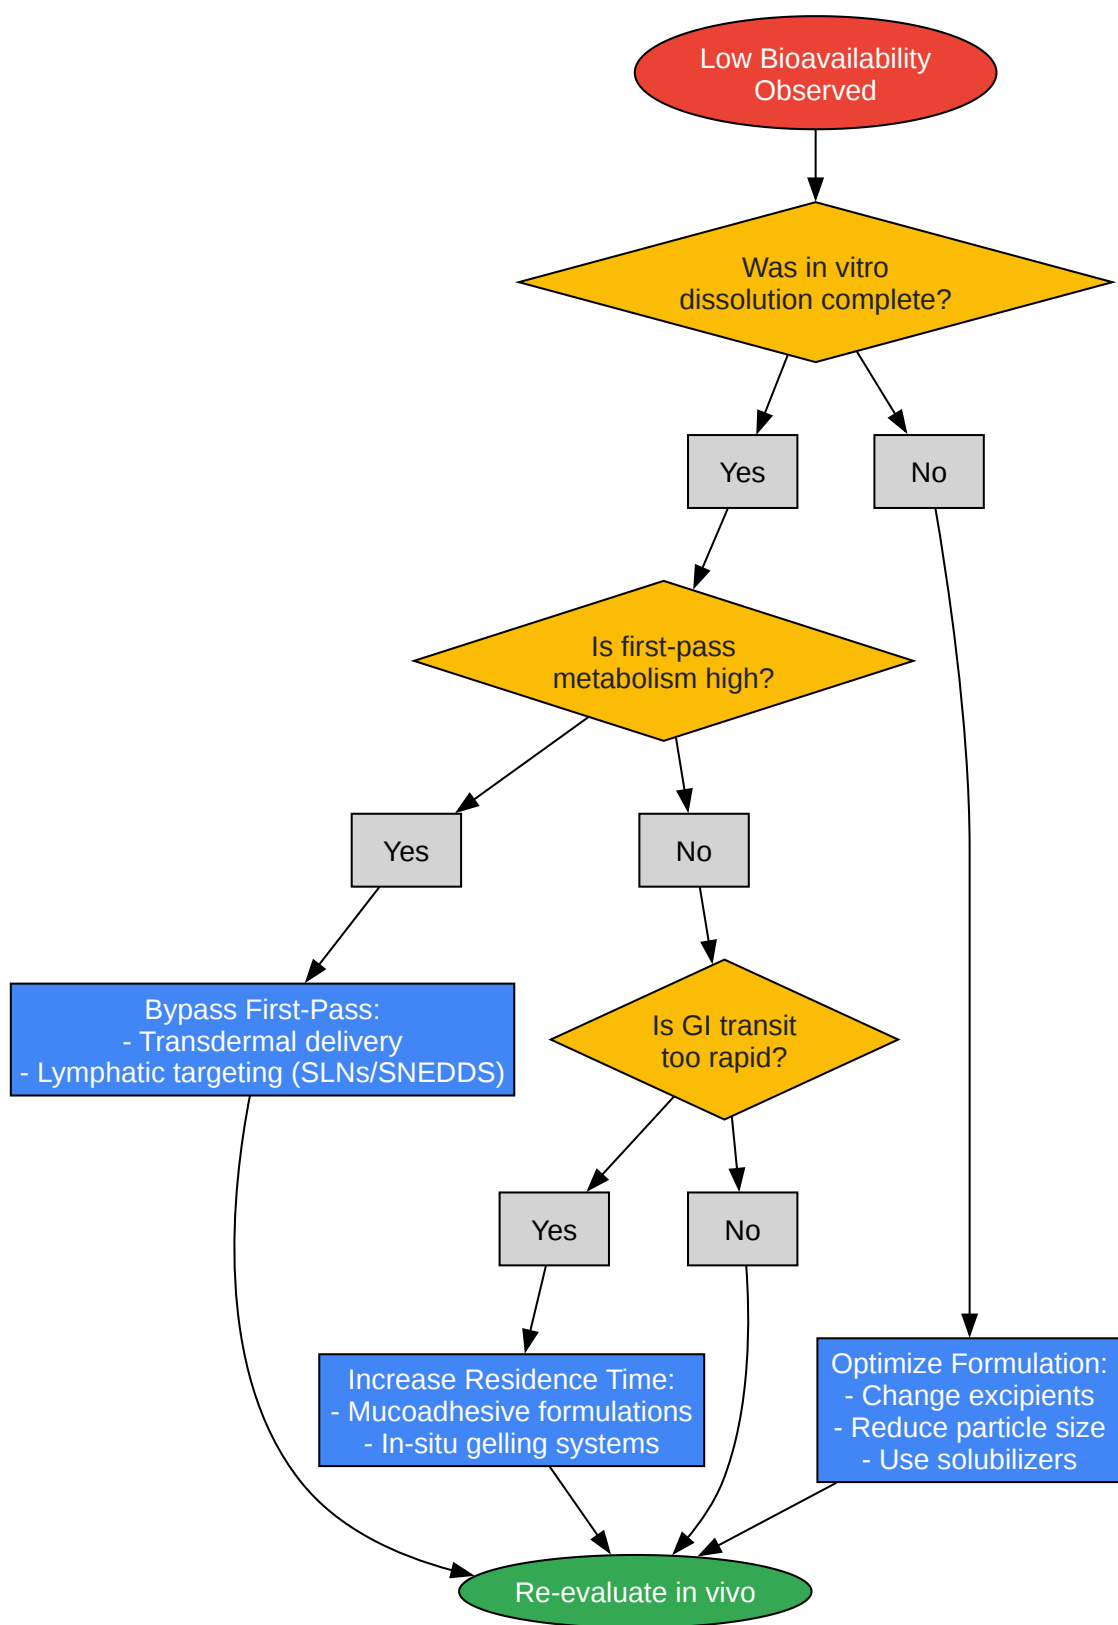 Low Bioavailability
Observed
Was in vitro
dissolution complete?
Yes
No
Is first-pass
metabolism high?
Yes
No
Bypass First-Pass:
- Transdermal delivery
- Lymphatic targeting (SLNs/SNEDDS)
Is GI transit
too rapid?
Yes
No
Increase Residence Time:
- Mucoadhesive formulations
- In-situ gelling systems
Optimize Formulation:
- Change excipients
- Reduce particle size
- Use solubilizers
Re-evaluate in vivo